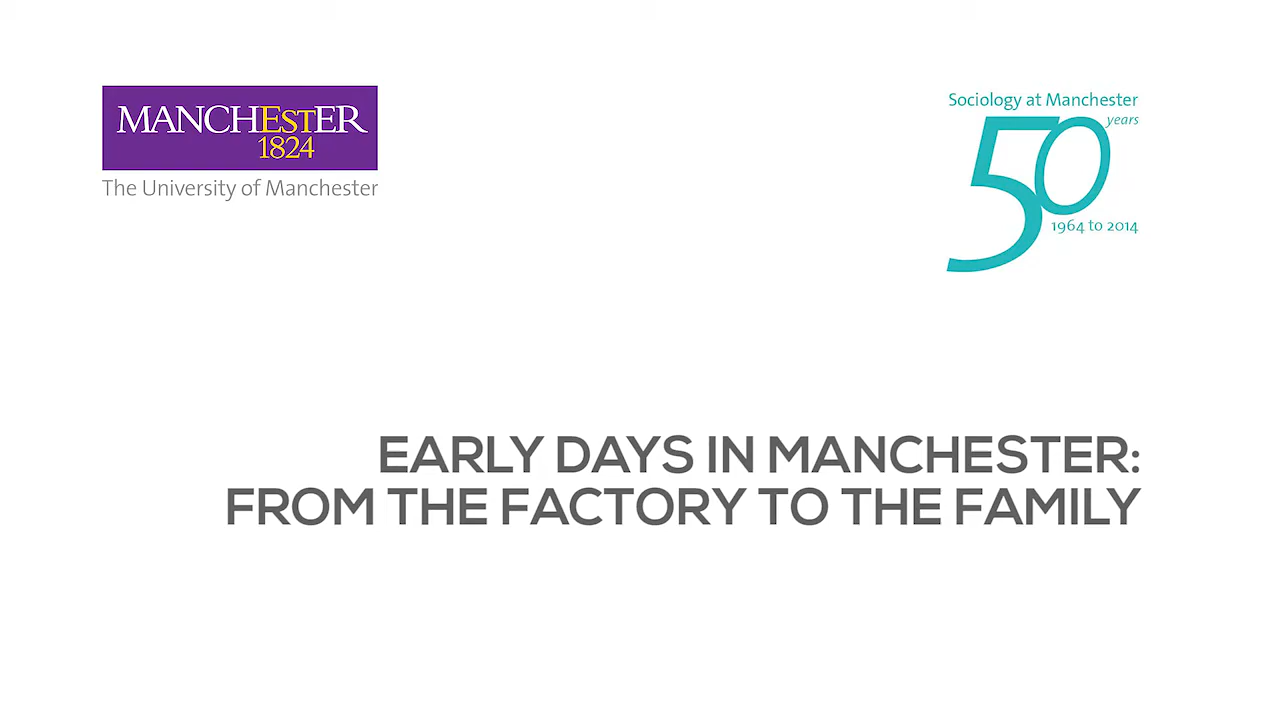 MANCHESTER
1824
The University of Manchester
Sociology at Manchester
50
years
1964 to 2014
EARLY DAYS IN MANCHESTER:
FROM THE FACTORY TO THE FAMILY